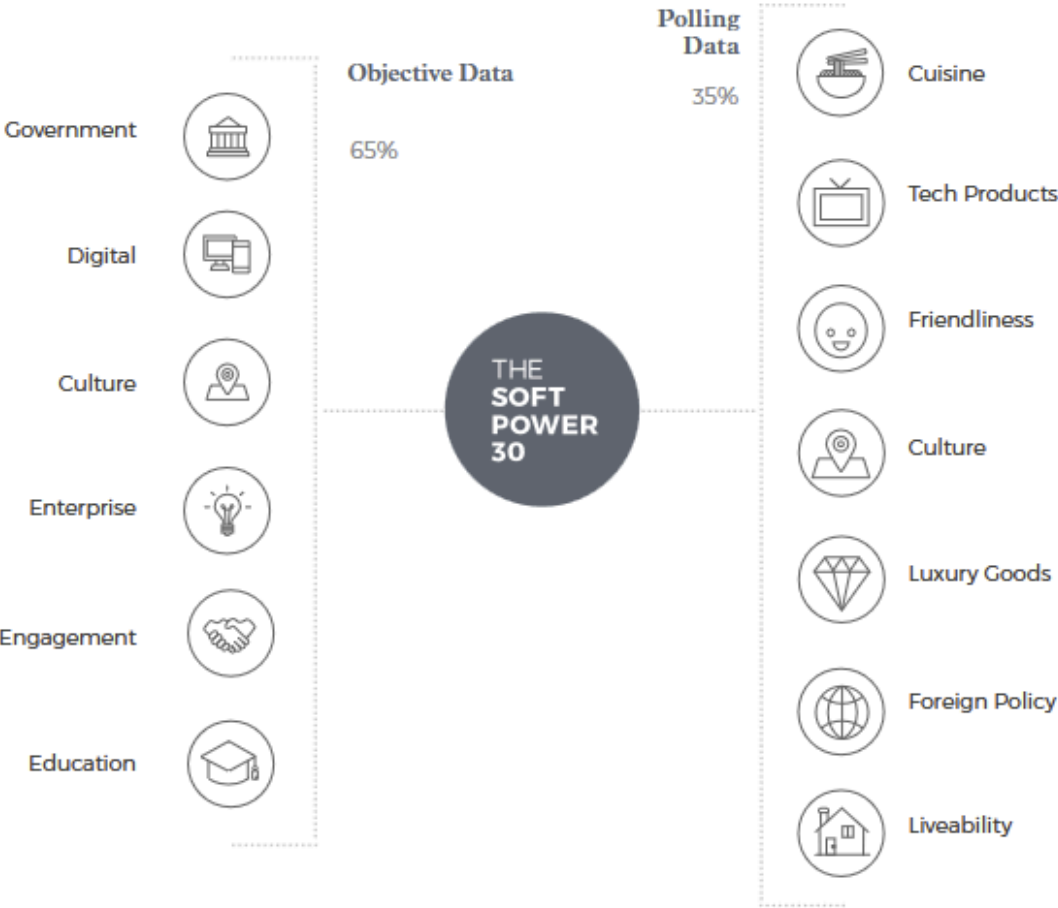 Objective Data
65%
Government
Digital
Culture
Enterprise
Engagement
Education
THE
SOFT
POWER
30
Polling
Data
35%
Cuisine
Tech Products
Friendliness
Culture
Luxury Goods
Foreign Policy
Liveability